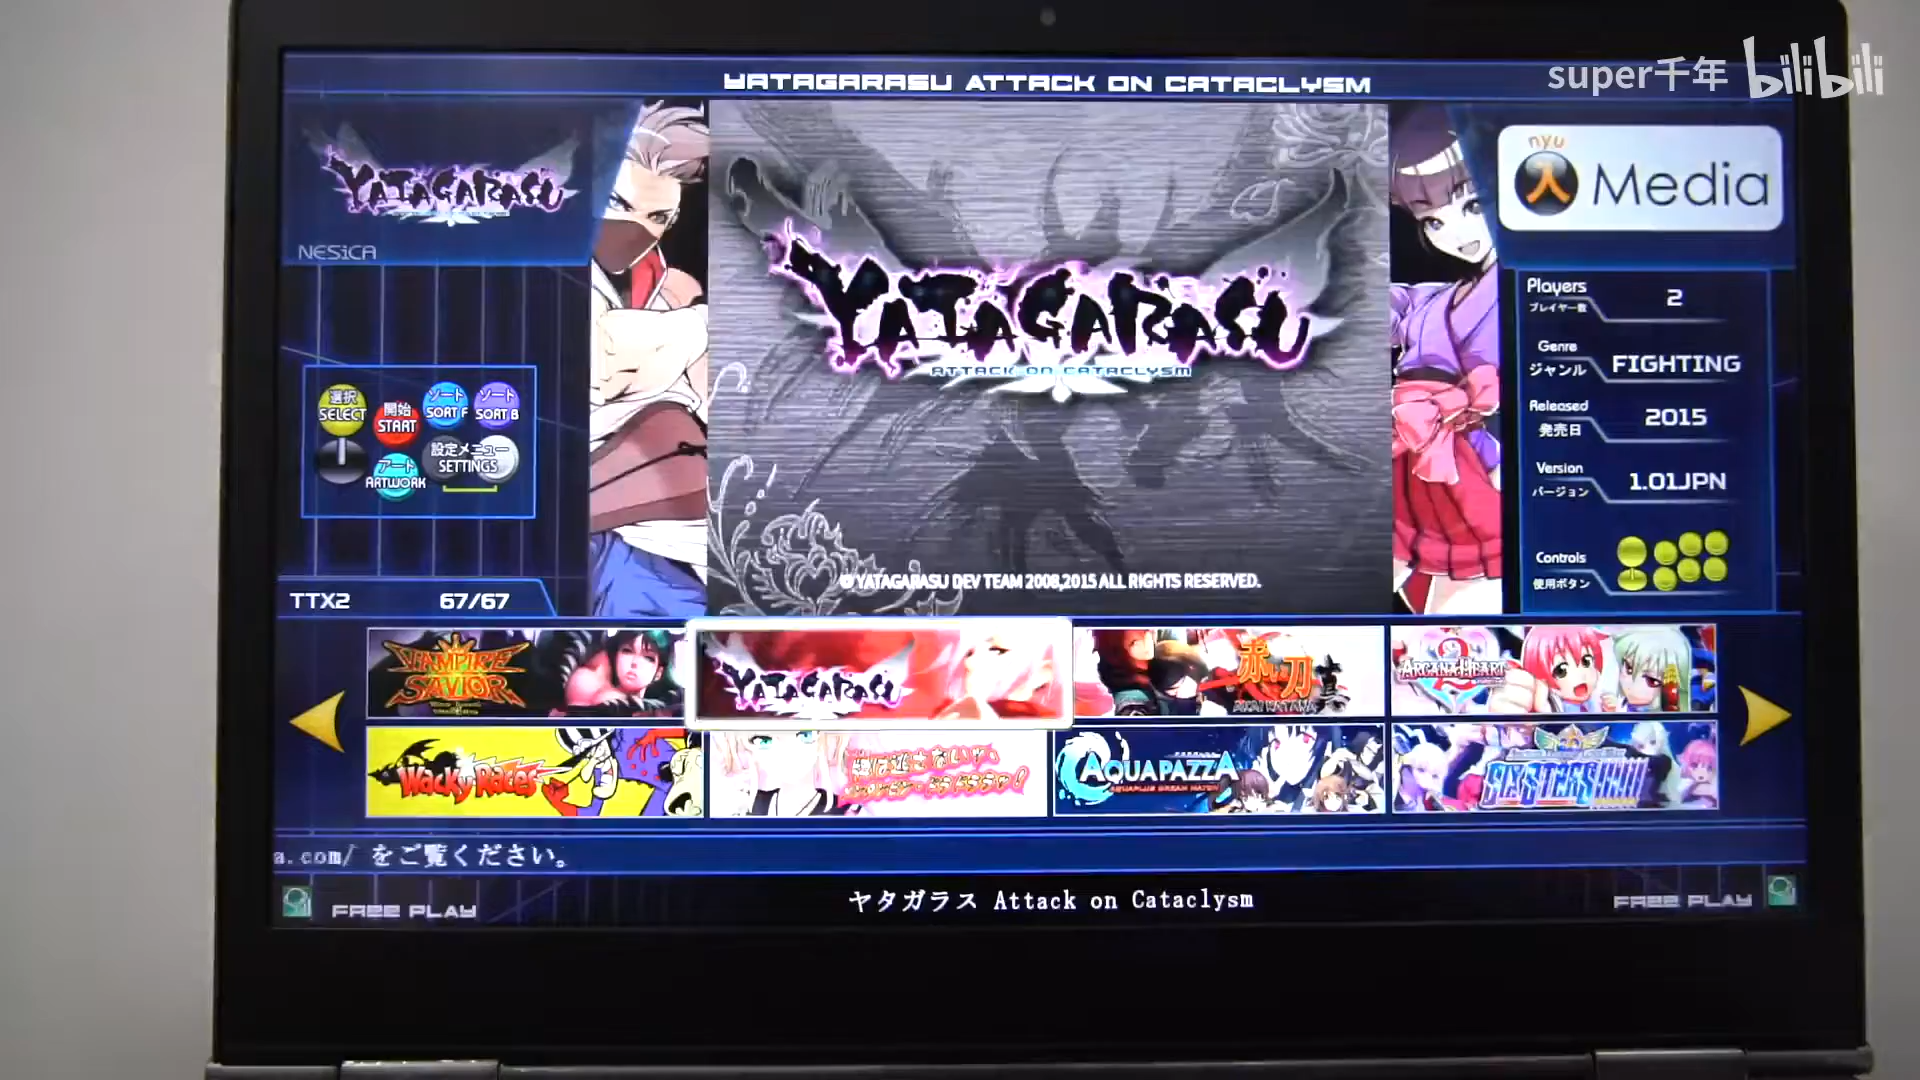 super千年 bilibili
YATAGARASU ATTACK ON CATACLYSM
YATAGARASU
NESiCA
YATAGARASU
ATTACK ON CATACLYSM
© YATAGARASU DEV TEAM 2008,2015 ALL RIGHTS RESERVED.
nyu
入 Media
Players
プレイヤー数
2
Genre
ジャンル
FIGHTING
Released
発売日
2015
Version
バージョン
1.01JPN
Controls
使用ボタン
選択
SELECT
開始
START
ソート
SORT F
ソート
SORT B
アート
ARTWORK
設定メニュー
SETTINGS
TTX2
67/67
VAMPIRE
SAVIOR
YATAGARASU
赤刀真
AKAI KATANA
ARCANA HEART
2
Wacky Races
AQUAPAZZA
AQUAPLUS DREAM MATCH
SIX STARS!!!!!!
a.com/ をご覧ください。
FREE PLAY
ヤタガラス Attack on Cataclysm
FREE PLAY